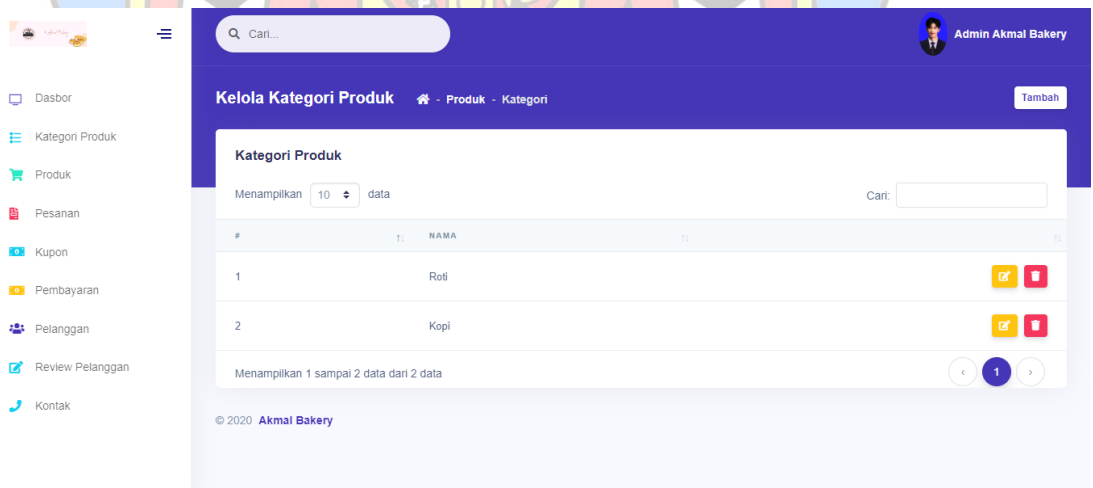 Cari...
Admin Akmal Bakery
Dasbor
Kategori Produk
Produk
Pesanan
Kupon
Pembayaran
Pelanggan
Review Pelanggan
Kontak
Kelola Kategori Produk - Produk - Kategori
Tambah
Kategori Produk
Menampilkan 10 data
Cari:
# NAMA
1 Roti
2 Kopi
Menampilkan 1 sampai 2 data dari 2 data
‹ 1 ›
© 2020 Akmal Bakery